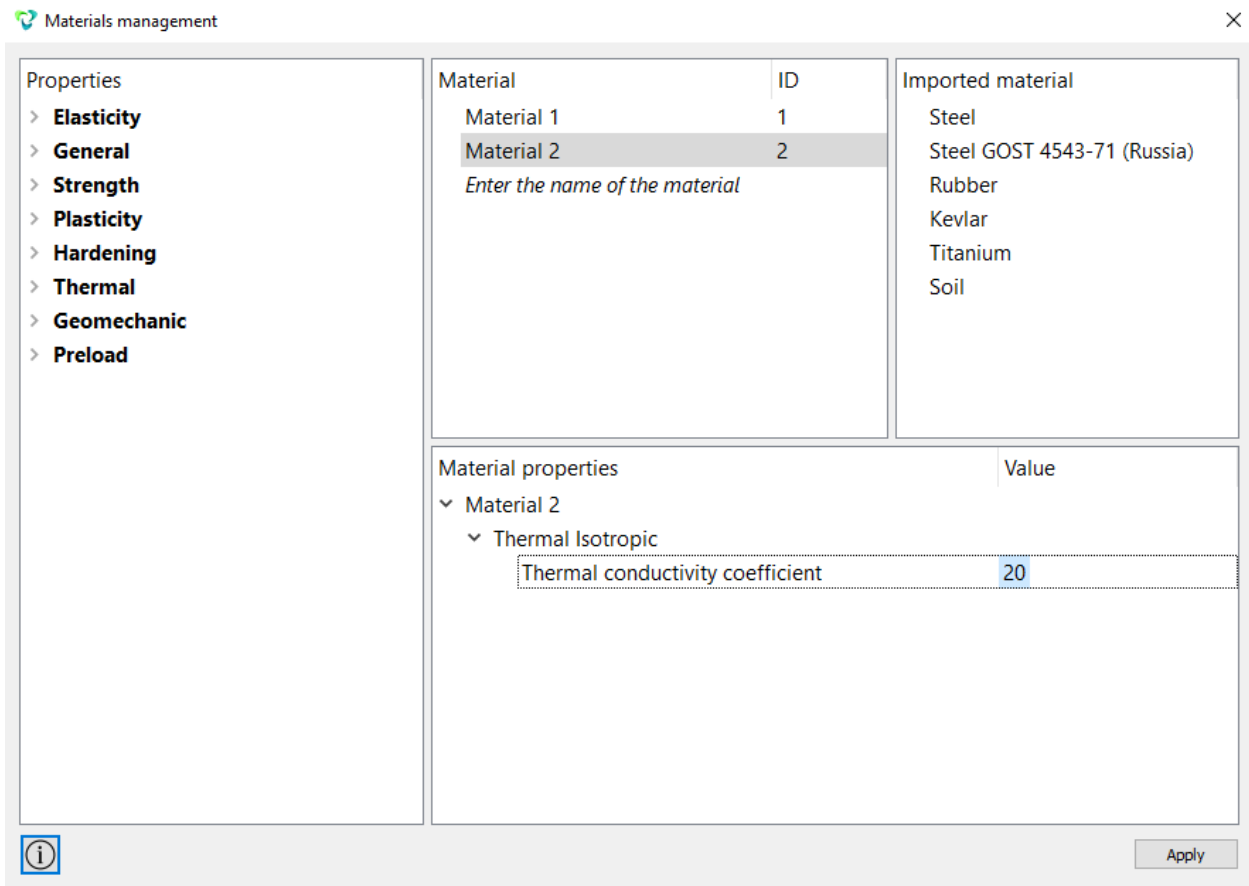 Materials management
Properties
Elasticity
General
Strength
Plasticity
Hardening
Thermal
Geomechanic
Preload
Material ID
Material 1 1
Material 2 2
Enter the name of the material
Imported material
Steel
Steel GOST 4543-71 (Russia)
Rubber
Kevlar
Titanium
Soil
Material properties Value
Material 2
Thermal Isotropic
Thermal conductivity coefficient 20
Apply